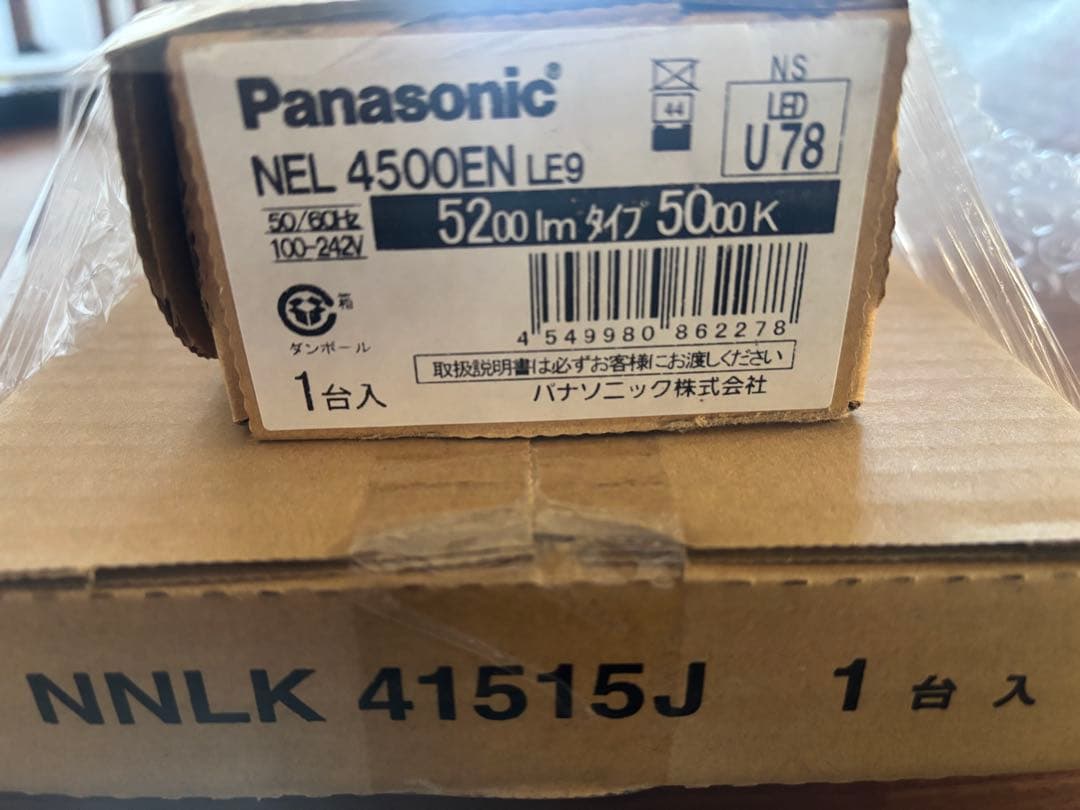 Panasonic®
NS
LED
U78
44
NEL 4500EN LE9
50/60Hz
100-242V
5200 lm タイプ 5000 K
箱
ダンボール
4 549980 862278
取扱説明書は必ずお客様にお渡しください
1台入
パナソニック株式会社
NNLK 41515J 1 台 入